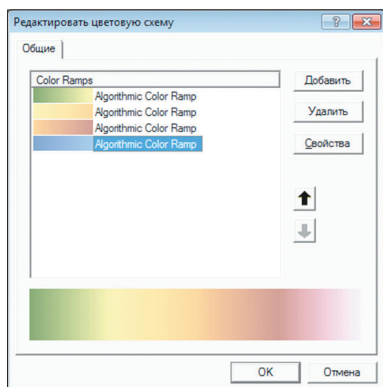 Редактировать цветовую схему
Общие
Color Ramps
Algorithmic Color Ramp
Algorithmic Color Ramp
Algorithmic Color Ramp
Algorithmic Color Ramp
Добавить
Удалить
Свойства
OK
Отмена